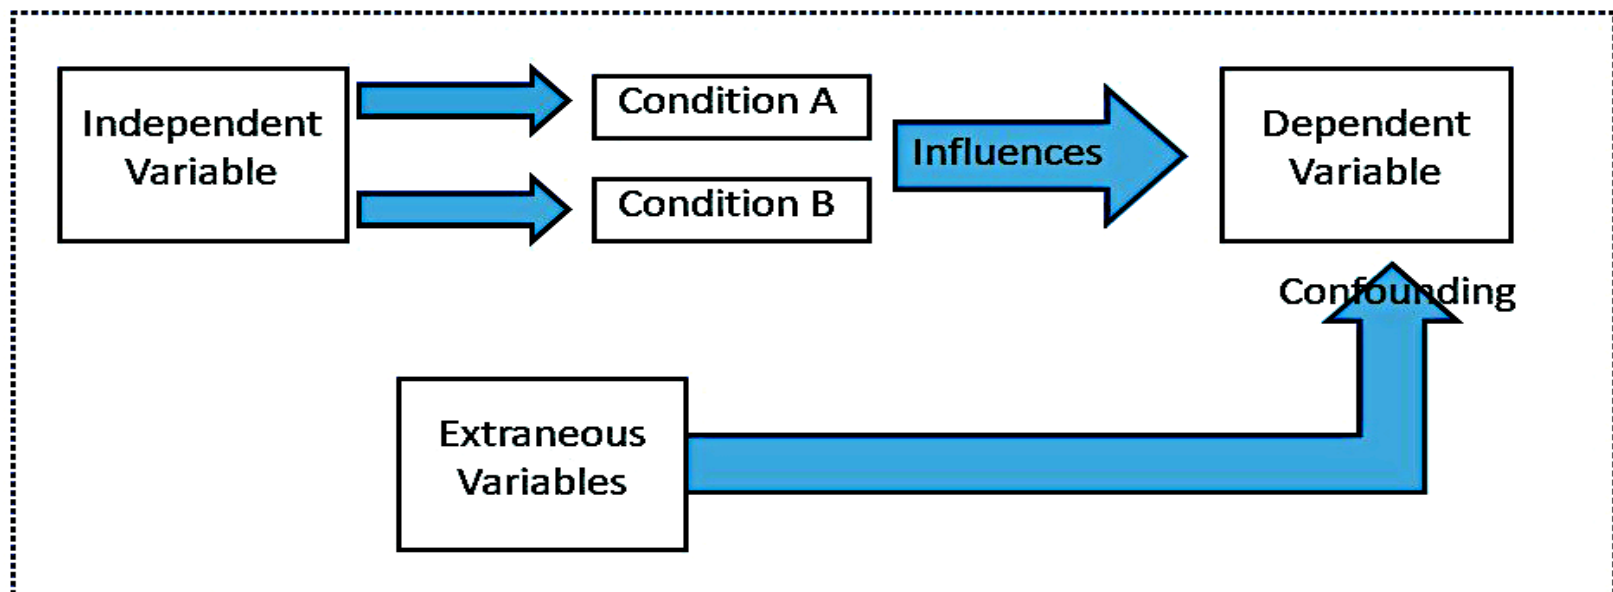 Independent
Variable
Condition A
Condition B
Influences
Dependent
Variable
Confounding
Extraneous
Variables